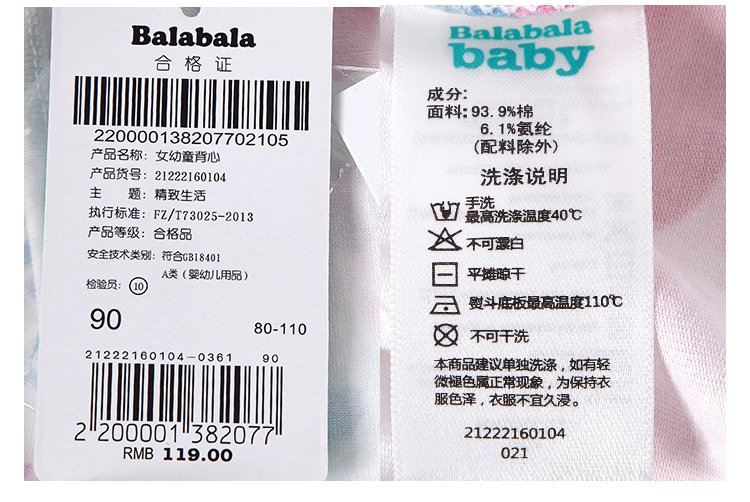 Balabala
合格证
220000138207702105
产品名称：女幼童背心
产品货号：21222160104
主　题：精致生活
执行标准：FZ/T73025-2013
产品等级：合格品
安全技术类别：符合GB18401
A类（婴幼儿用品）
检验员：10
90
80-110
21222160104-0361 90
2 200001 382077
RMB 119.00
Balabala
baby
成分：
面料：93.9%棉
6.1%氨纶
（配料除外）
洗涤说明
手洗
最高洗涤温度40℃
不可漂白
平摊晾干
熨斗底板最高温度110℃
不可干洗
本商品建议单独洗涤，如有轻
微褪色属正常现象，为保持衣
服色泽，衣服不宜久浸。
21222160104
021